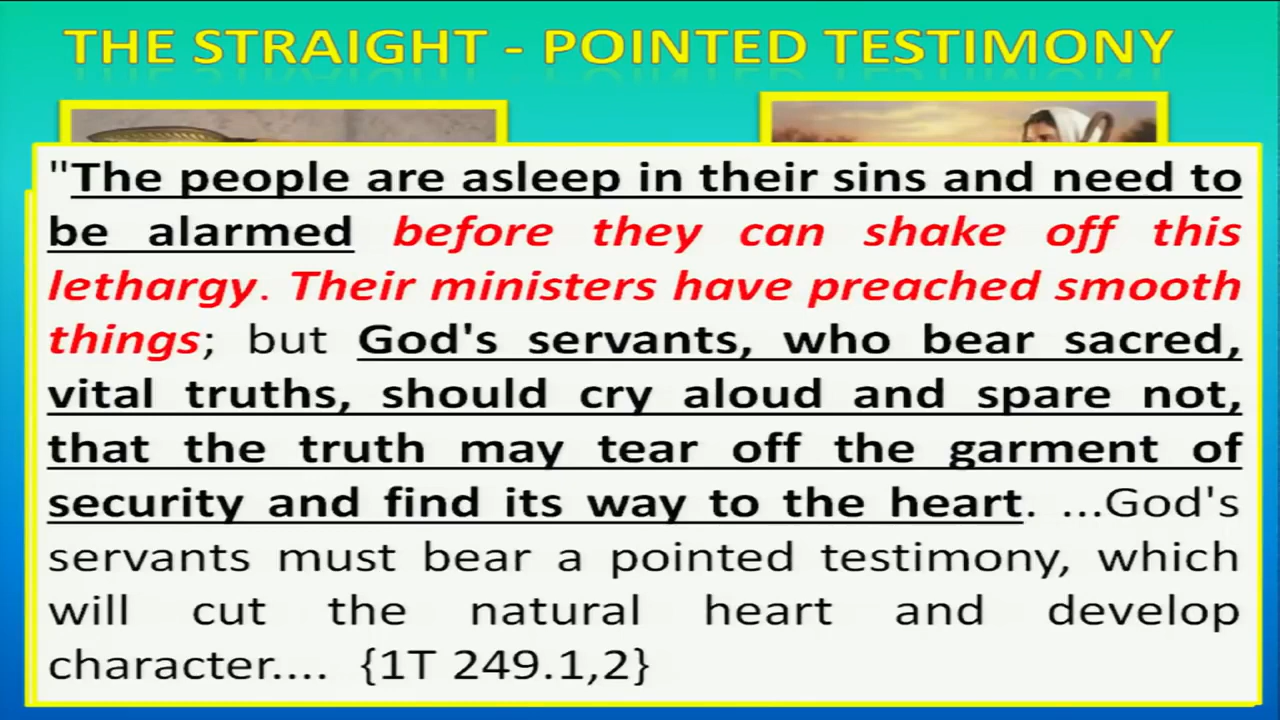 THE STRAIGHT - POINTED TESTIMONY
"The people are asleep in their sins and need to
be alarmed before they can shake off this
lethargy. Their ministers have preached smooth
things; but God's servants, who bear sacred,
vital truths, should cry aloud and spare not,
that the truth may tear off the garment of
security and find its way to the heart. ...God's
servants must bear a pointed testimony, which
will cut the natural heart and develop
character.... {1T 249.1,2}